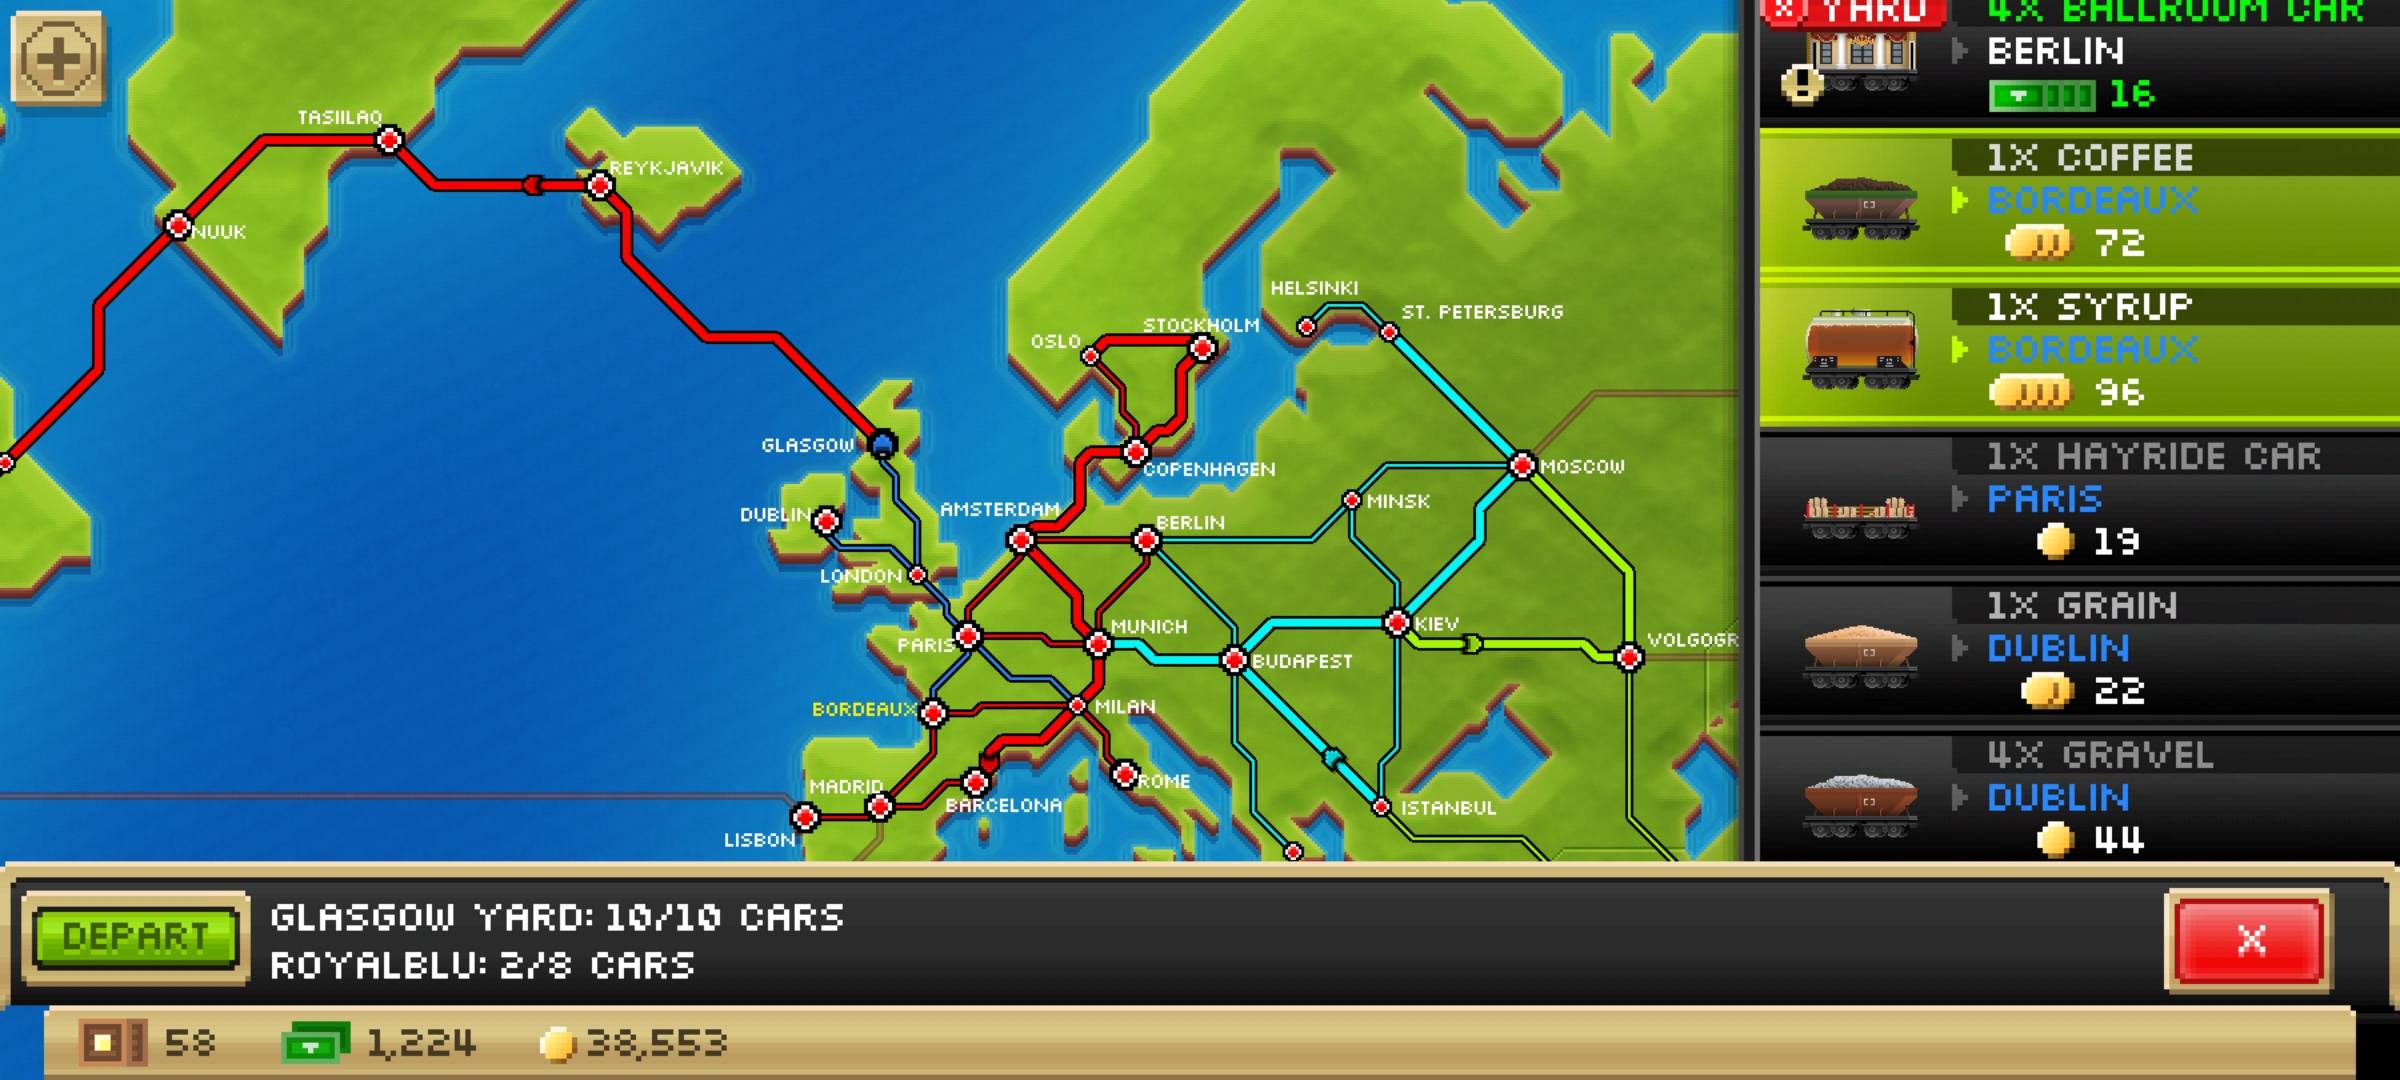 TASIILAQ
REYKJAVIK
NUUK
HELSINKI
ST. PETERSBURG
STOCKHOLM
OSLO
GLASGOW
COPENHAGEN
MOSCOW
AMSTERDAM
MINSK
DUBLIN
BERLIN
LONDON
MUNICH
KIEV
PARIS
BUDAPEST
VOLGOGR
BORDEAUX
MILAN
MADRID
ROME
BARCELONA
ISTANBUL
LISBON
X YARD
4X BALLROOM CAR
BERLIN
16
1X COFFEE
BORDEAUX
72
1X SYRUP
BORDEAUX
96
1X HAYRIDE CAR
PARIS
19
1X GRAIN
DUBLIN
22
4X GRAVEL
DUBLIN
44
DEPART
GLASGOW YARD: 10/10 CARS
ROYALBLU: 2/8 CARS
X
58
1,224
38,553